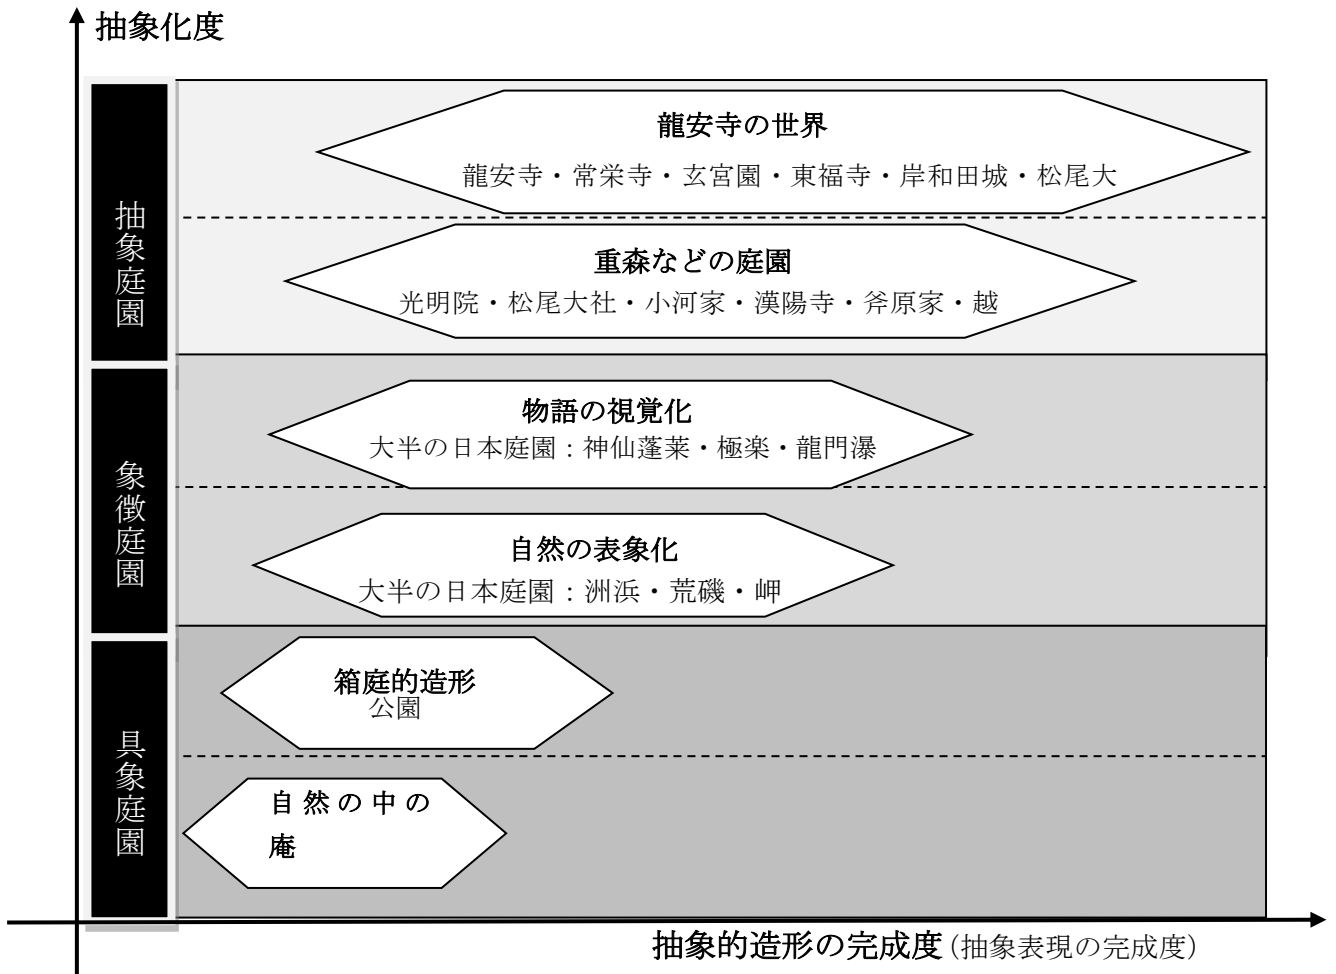 抽象化度
抽象庭園
龍安寺の世界
龍安寺・常栄寺・玄宮園・東福寺・岸和田城・松尾大
重森などの庭園
光明院・松尾大社・小河家・漢陽寺・斧原家・越
象徴庭園
物語の視覚化
大半の日本庭園：神仙蓬莱・極楽・龍門瀑
自然の表象化
大半の日本庭園：洲浜・荒磯・岬
具象庭園
箱庭的造形
公園
自然の中の
庵
抽象的造形の完成度（抽象表現の完成度）